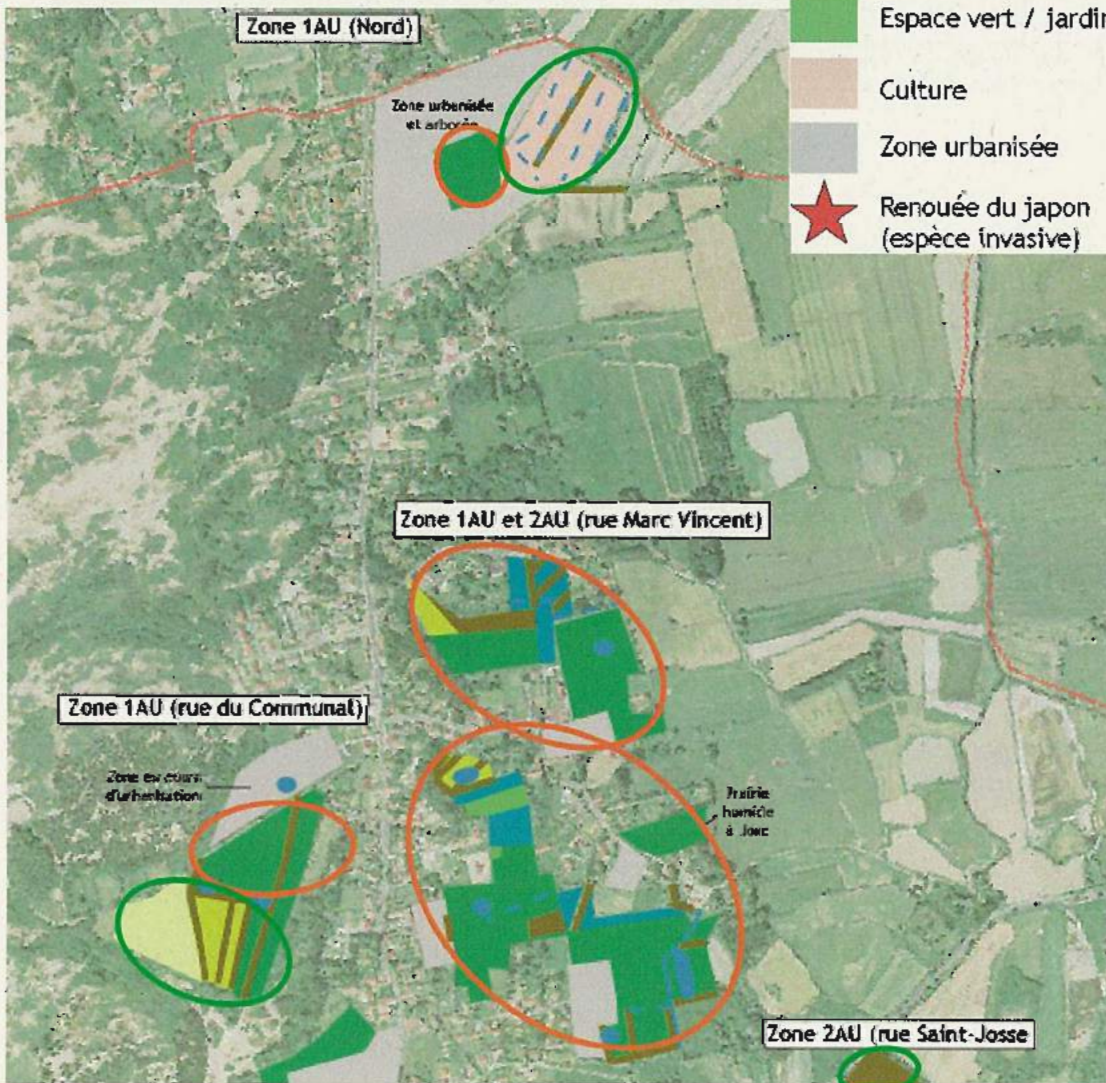 Zone 1AU (Nord)
Espace vert / jardin
Culture
Zone urbanisée
Renouée du japon
(espèce invasive)
Zone urbanisée
et arborée
Zone 1AU et 2AU (rue Marc Vincent)
Zone 1AU (rue du Communal)
Zone en cours
d'urbanisation
Prairie
humide
à Jonc
Zone 2AU (rue Saint-Josse